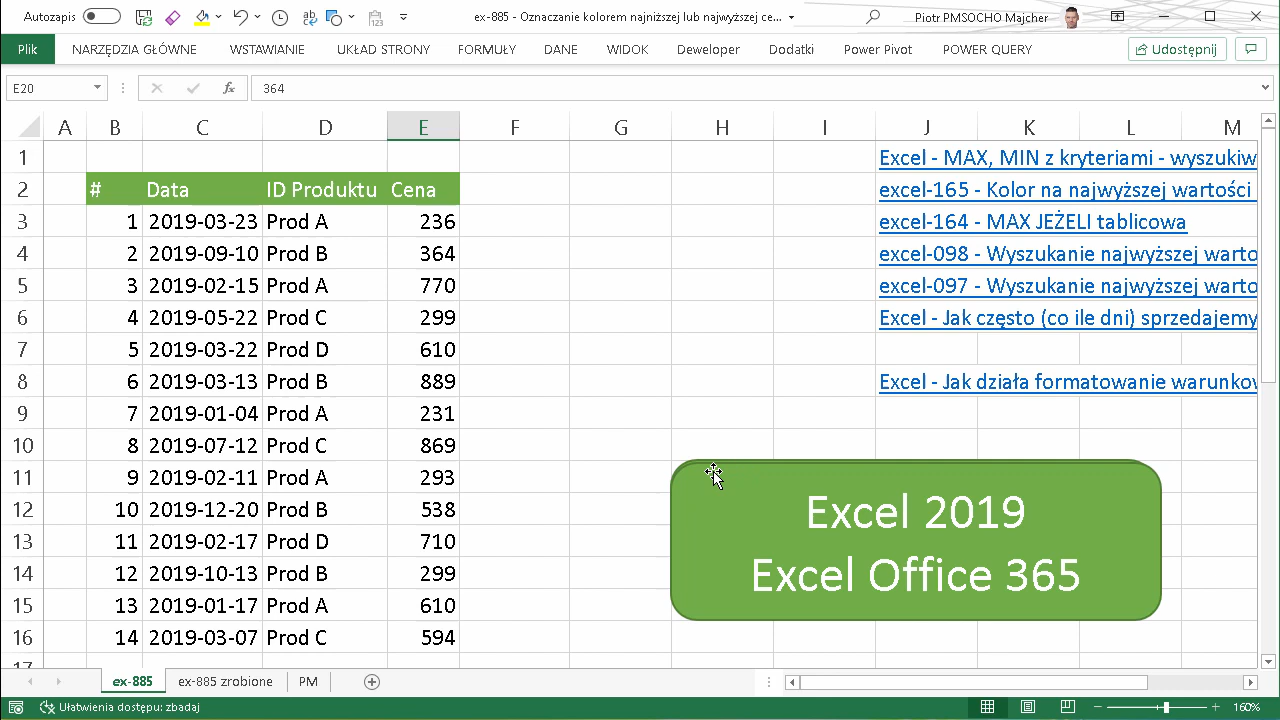 Autozapis ex-885 - Oznaczanie kolorem najniższej lub najwyższej ce... Piotr PMSOCHO Majcher
Plik NARZĘDZIA GŁÓWNE WSTAWIANIE UKŁAD STRONY FORMUŁY DANE WIDOK Deweloper Dodatki Power Pivot POWER QUERY Udostępnij
E20 fx 364
A B C D E F G H I J K L M
1 Excel - MAX, MIN z kryteriami - wyszukiw
2 # Data ID Produktu Cena excel-165 - Kolor na najwyższej wartości
3 1 2019-03-23 Prod A 236 excel-164 - MAX JEŻELI tablicowa
4 2 2019-09-10 Prod B 364 excel-098 - Wyszukanie najwyższej warto
5 3 2019-02-15 Prod A 770 excel-097 - Wyszukanie najwyższej warto
6 4 2019-05-22 Prod C 299 Excel - Jak często (co ile dni) sprzedajemy
7 5 2019-03-22 Prod D 610
8 6 2019-03-13 Prod B 889 Excel - Jak działa formatowanie warunkow
9 7 2019-01-04 Prod A 231
10 8 2019-07-12 Prod C 869
11 9 2019-02-11 Prod A 293
12 10 2019-12-20 Prod B 538
13 11 2019-02-17 Prod D 710
14 12 2019-10-13 Prod B 299
15 13 2019-01-17 Prod A 610
16 14 2019-03-07 Prod C 594
17
Excel 2019
Excel Office 365
ex-885 ex-885 zrobione PM
Ułatwienia dostępu: zbadaj 160%